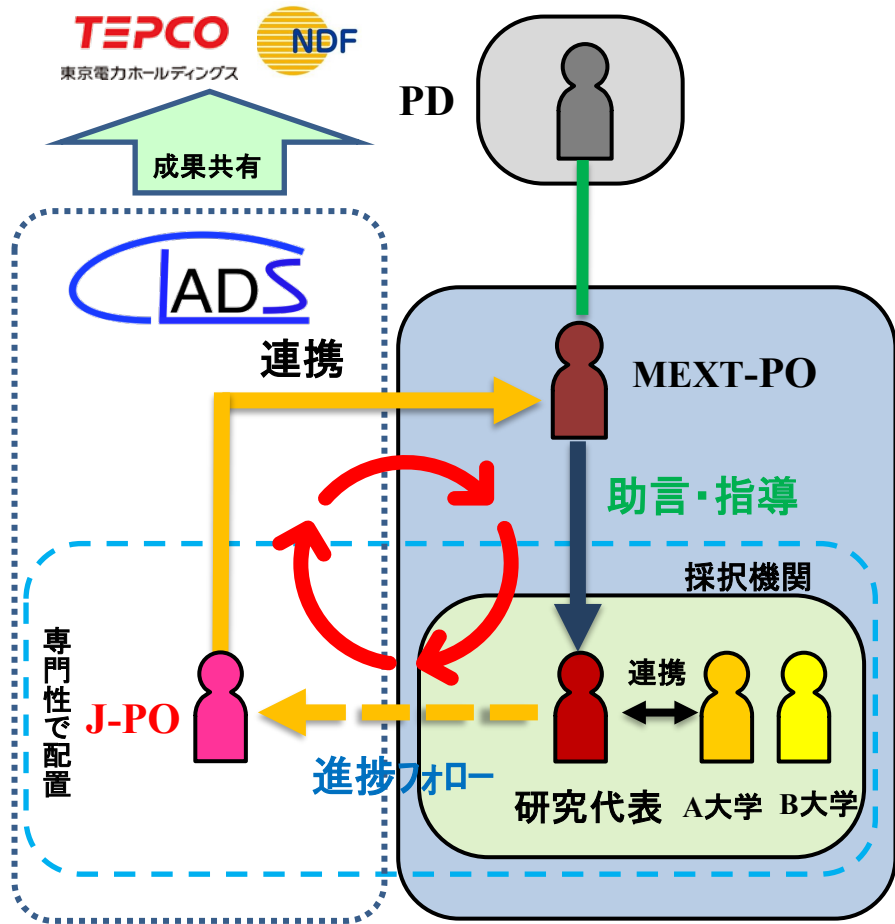 TEPCO
東京電力ホールディングス
NDF
成果共有
PD
CLADS
連携
MEXT-PO
助言・指導
採択機関
専門性で配置
J-PO
進捗フォロー
連携
研究代表
A大学
B大学